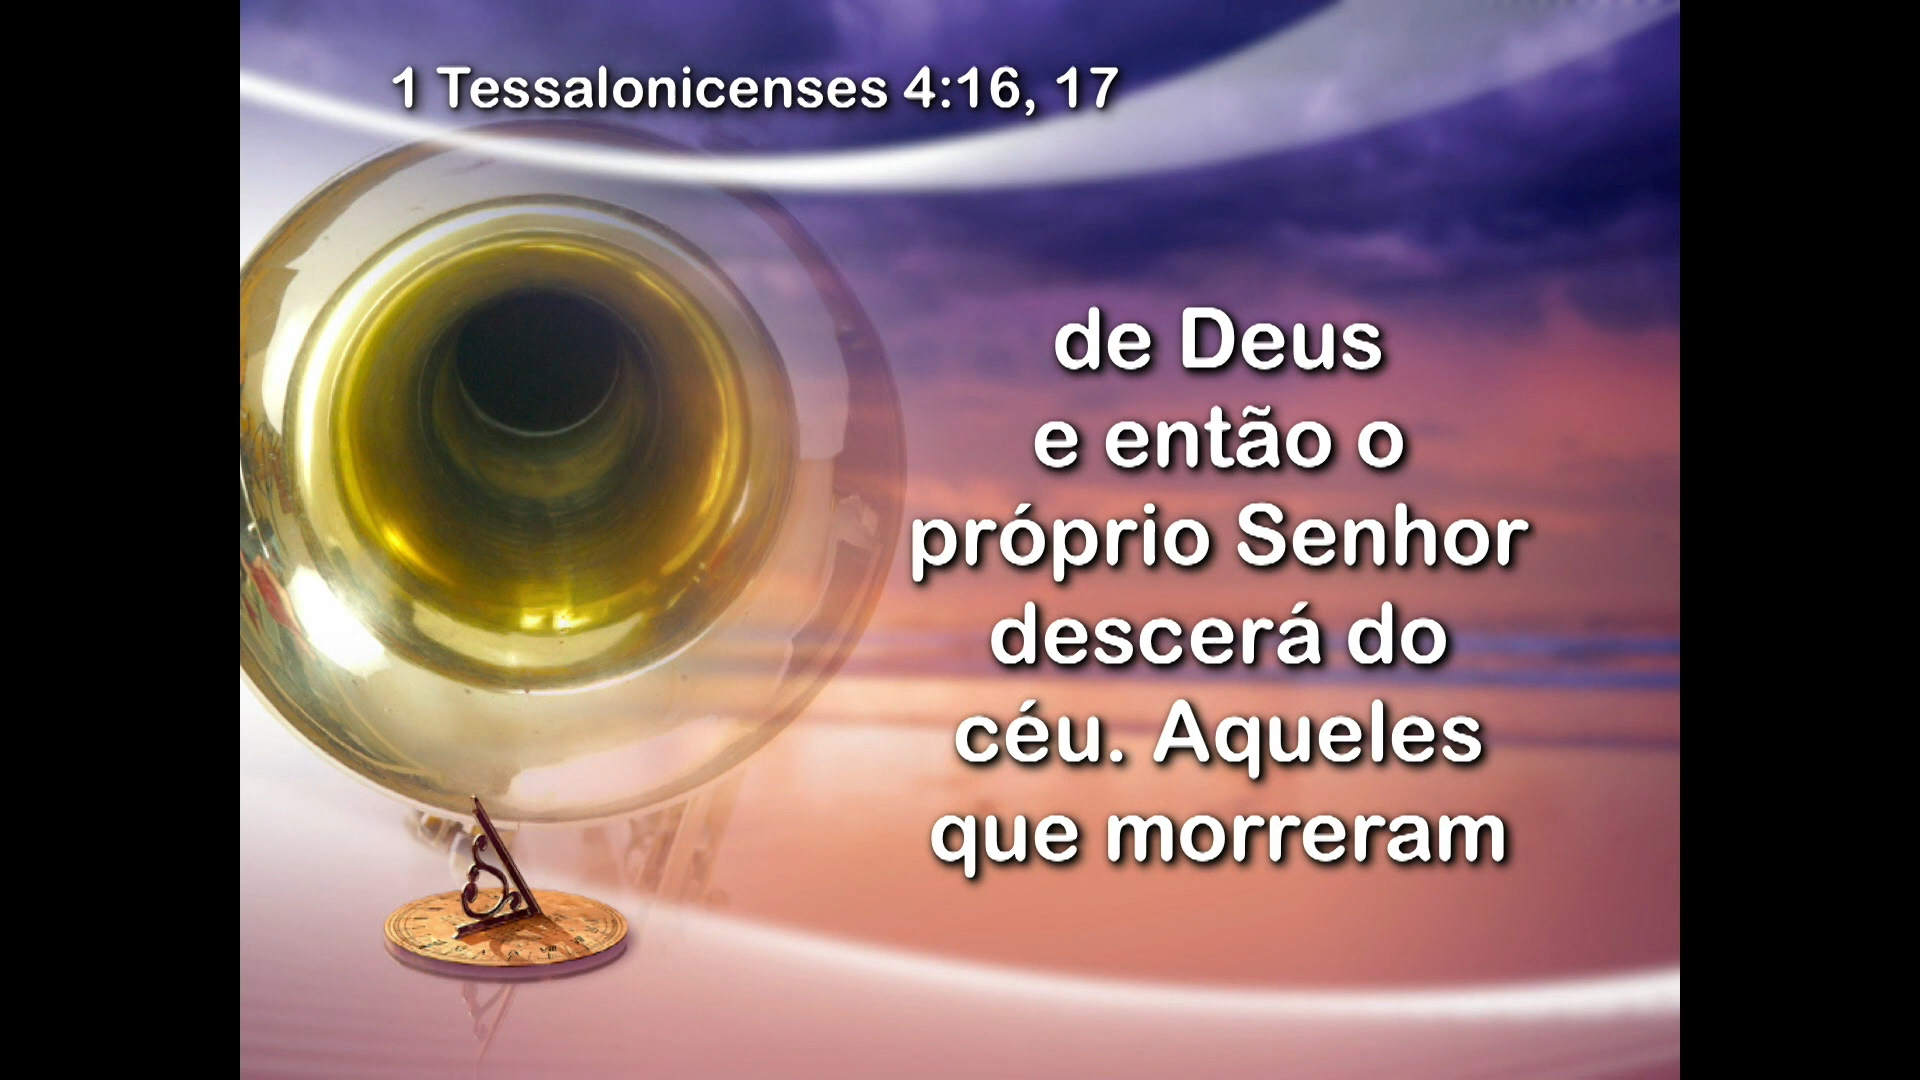 1 Tessalonicenses 4:16, 17
de Deus
e então o
próprio Senhor
descerá do
céu. Aqueles
que morreram